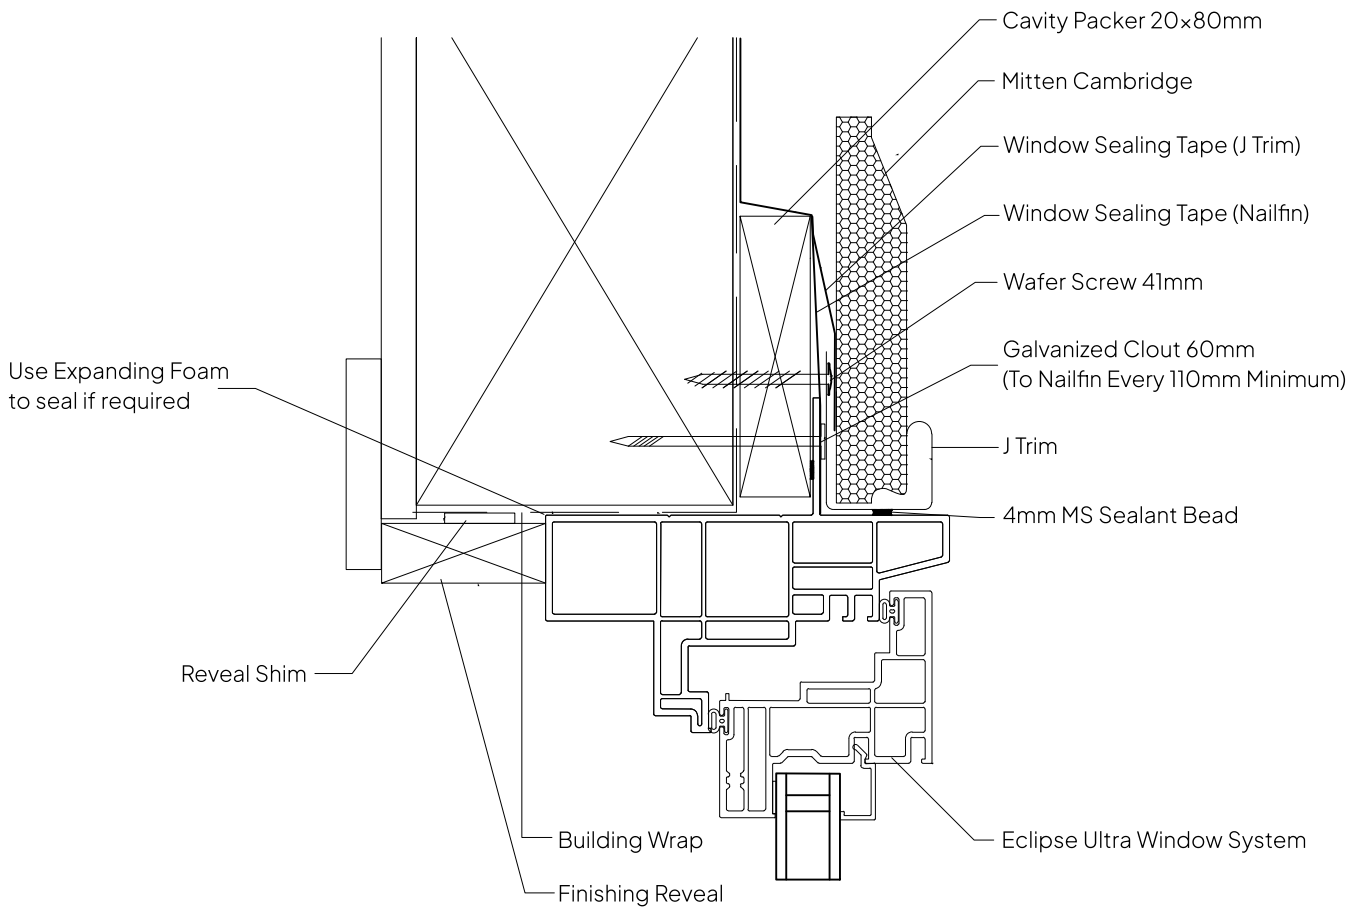 Cavity Packer 20×80mm
Mitten Cambridge
Window Sealing Tape (J Trim)
Window Sealing Tape (Nailfin)
Wafer Screw 41mm
Galvanized Clout 60mm
(To Nailfin Every 110mm Minimum)
Use Expanding Foam
to seal if required
J Trim
4mm MS Sealant Bead
Reveal Shim
Building Wrap
Eclipse Ultra Window System
Finishing Reveal